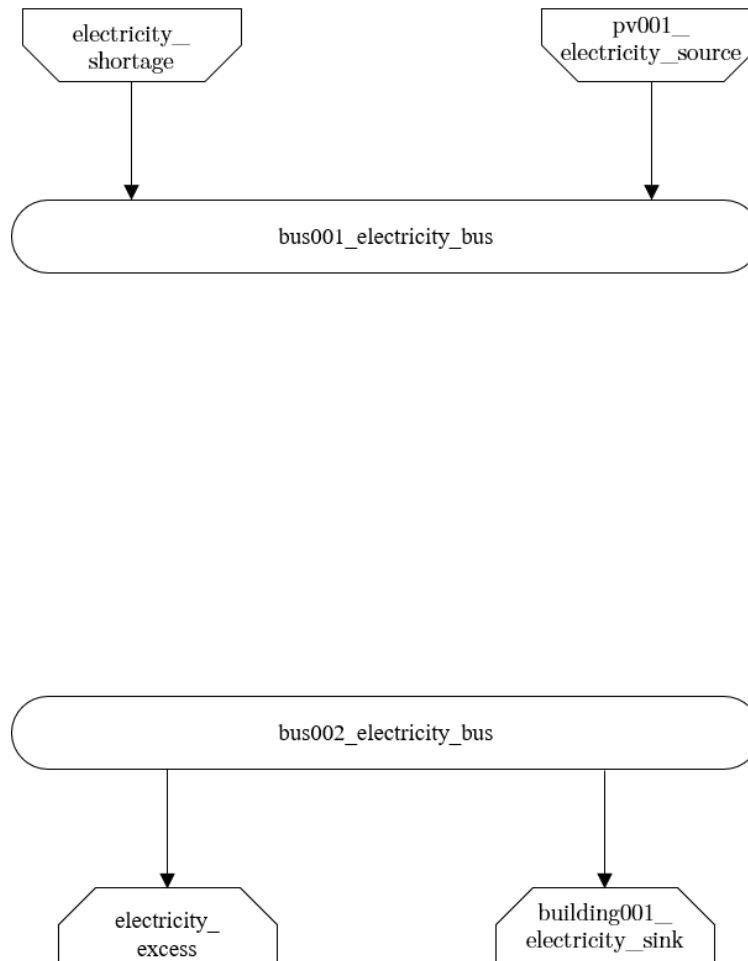 electricity_
shortage
pv001_
electricity_source
bus001_electricity_bus
bus002_electricity_bus
electricity_
excess
building001_
electricity_sink